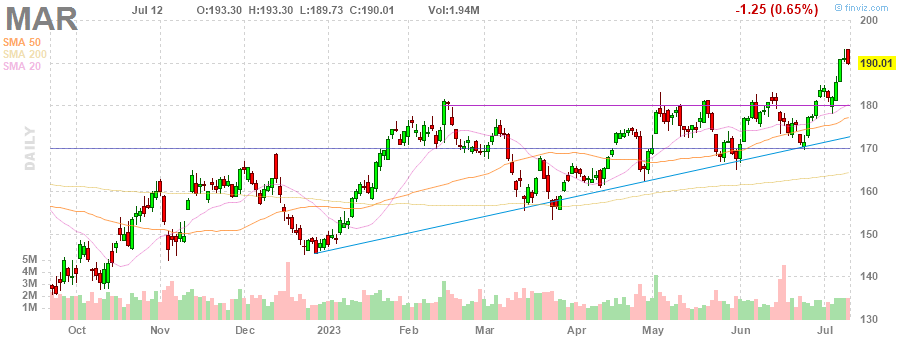 MAR Jul 12 O:193.30 H:193.30 L:189.73 C:190.01 Vol:1.94M -1.25 (0.65%) © finviz.com
SMA 50
SMA 200
SMA 20
DAILY
200
190.01
180
170
160
150
140
130
5M
4M
3M
2M
1M
Oct Nov Dec 2023 Feb Mar Apr May Jun Jul